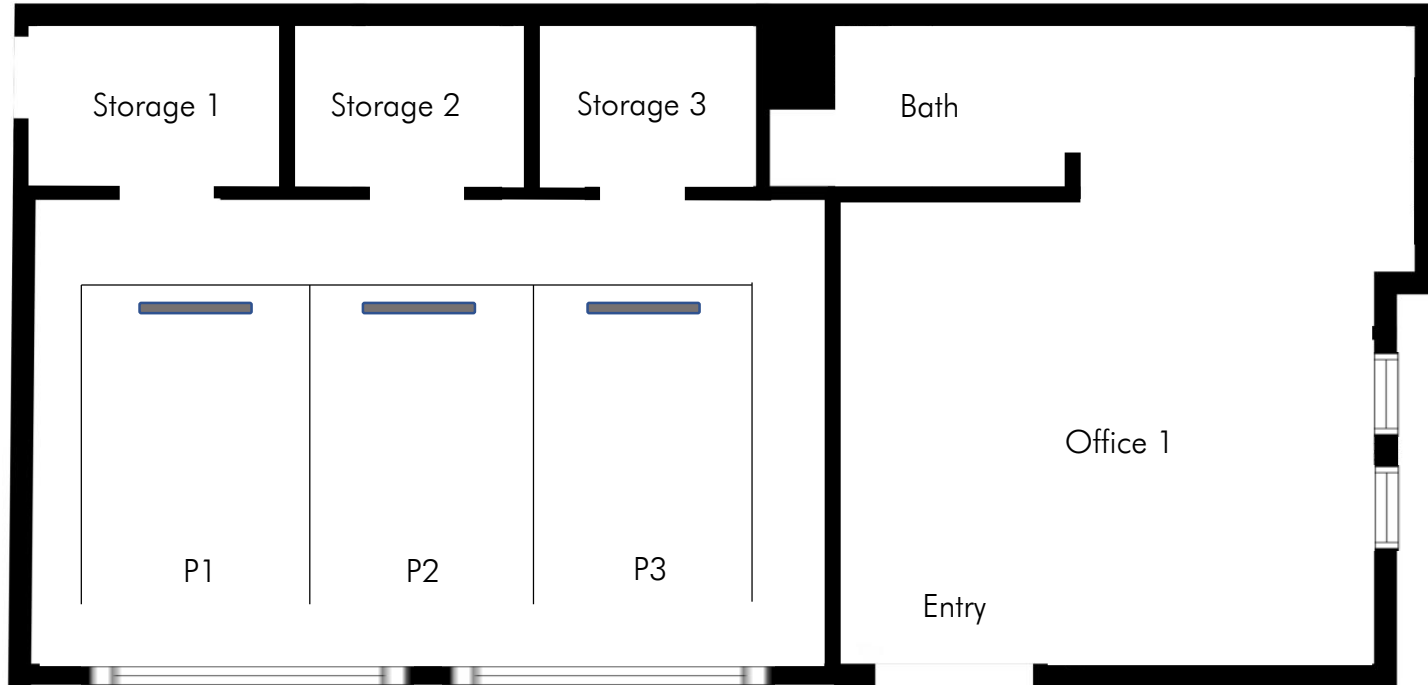 Storage 1
Storage 2
Storage 3
Bath
Office 1
P1
P2
P3
Entry